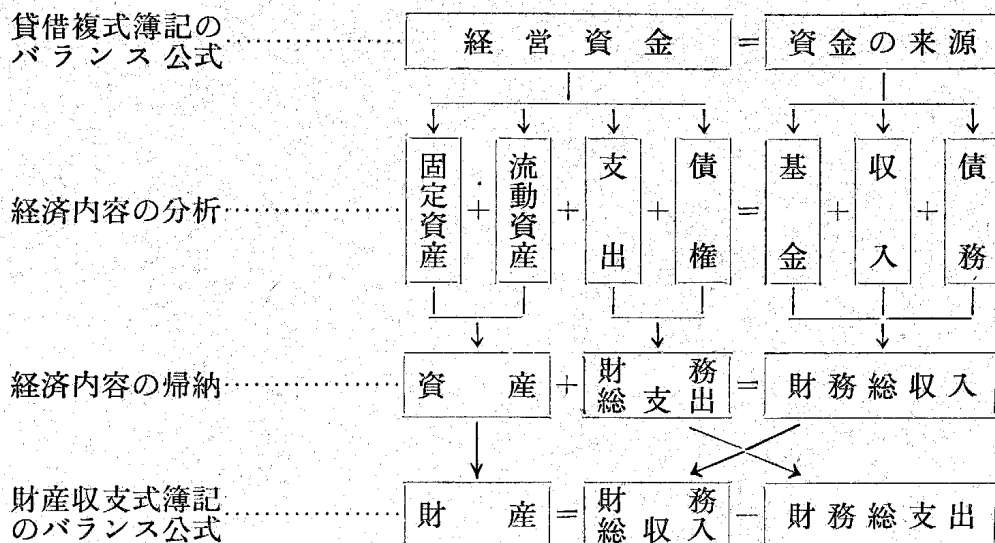 貸借複式簿記のバランス公式……… 経営資金 = 資金の来源
経済内容の分析……… 固定資産 + 流動資産 + 支出 + 債権 = 基金 + 収入 + 債務
経済内容の帰納……… 資産 + 財務総支出 = 財務総収入
財産収支式簿記のバランス公式……… 財産 = 財務総収入 − 財務総支出